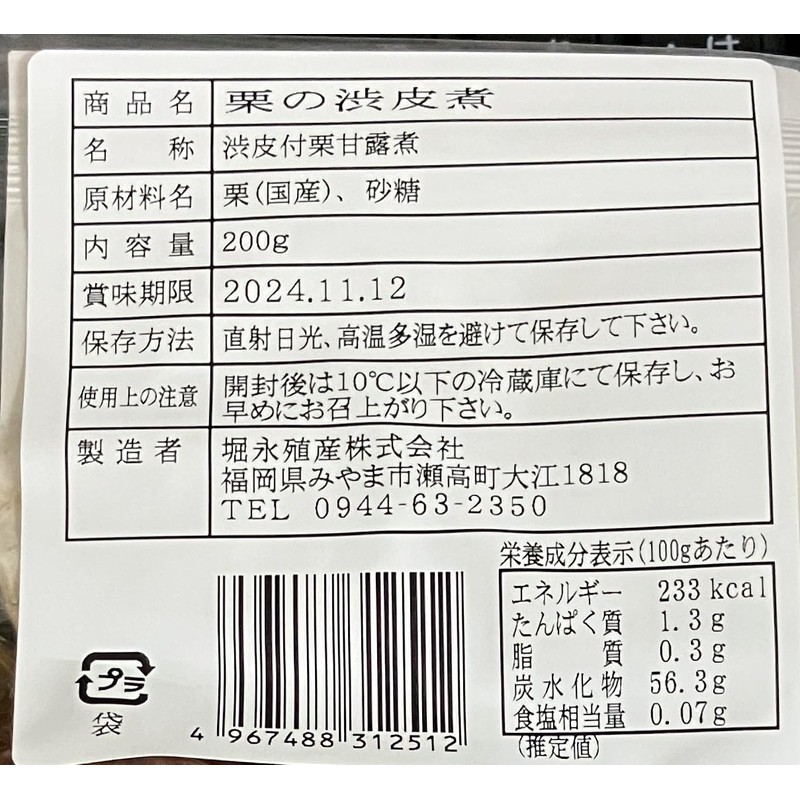 商品名 栗の渋皮煮
名称 渋皮付栗甘露煮
原材料名 栗(国産)、砂糖
内容量 200g
賞味期限 2024.11.12
保存方法 直射日光、高温多湿を避けて保存して下さい。
使用上の注意 開封後は10℃以下の冷蔵庫にて保存し、お
早めにお召上がり下さい。
製造者 堀永殖産株式会社
福岡県みやま市瀬高町大江1818
TEL 0944-63-2350
栄養成分表示(100gあたり)
エネルギー 233kcal
たんぱく質 1.3g
脂質 0.3g
炭水化物 56.3g
食塩相当量 0.07g
(推定値)
プラ
袋
4 967488 312512